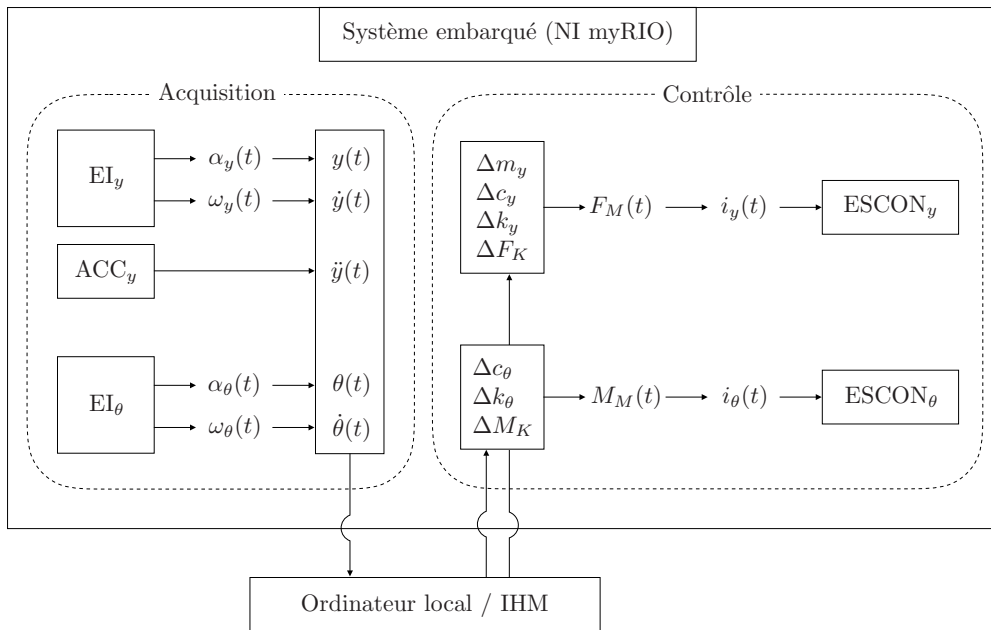 Système embarqué (NI myRIO)
Acquisition
EI_y
α_y(t)
y(t)
ω_y(t)
ẏ(t)
ACC_y
ÿ(t)
EI_θ
α_θ(t)
θ(t)
ω_θ(t)
θ̇(t)
Contrôle
Δm_y
Δc_y
Δk_y
ΔF_K
F_M(t)
i_y(t)
ESCON_y
Δc_θ
Δk_θ
ΔM_K
M_M(t)
i_θ(t)
ESCON_θ
Ordinateur local / IHM